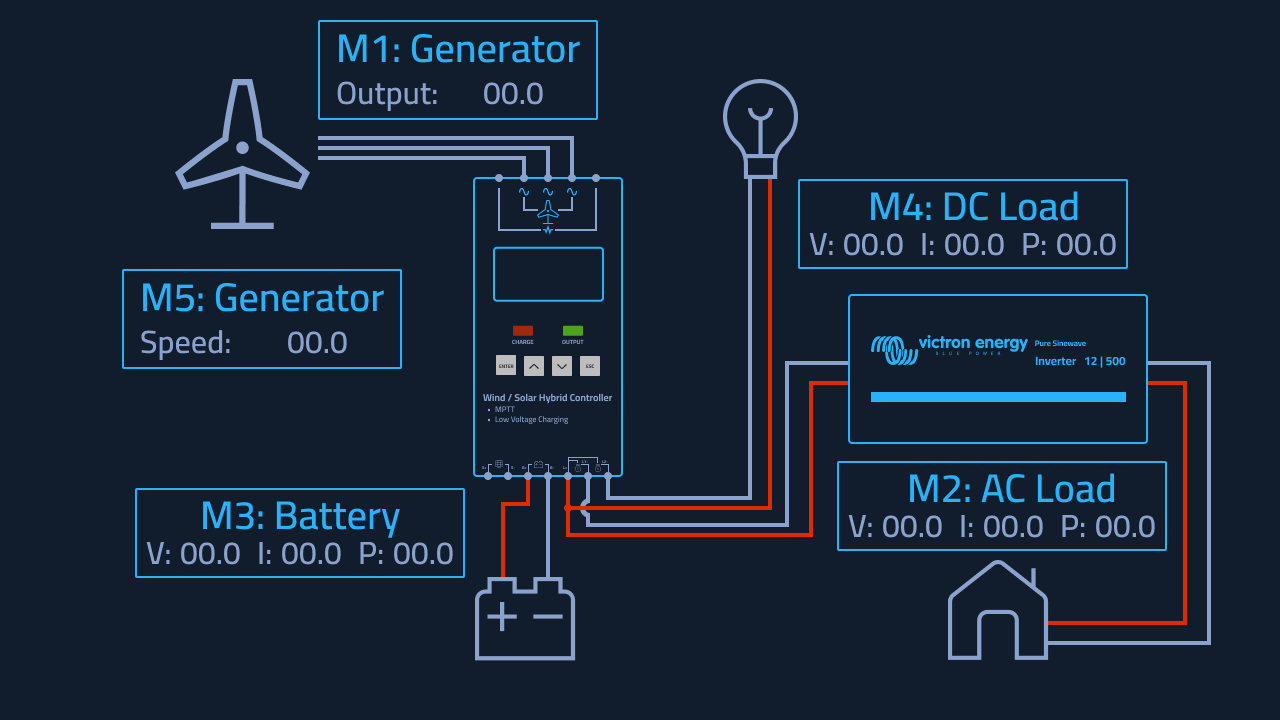 M1: Generator
Output: 00.0
M4: DC Load
V: 00.0 I: 00.0 P: 00.0
M5: Generator
Speed: 00.0
CHARGE OUTPUT
ENTER ESC
Wind / Solar Hybrid Controller
• MPTT
• Low Voltage Charging
victron energy
BLUE POWER
Pure Sinewave
Inverter 12 | 500
M3: Battery
V: 00.0 I: 00.0 P: 00.0
M2: AC Load
V: 00.0 I: 00.0 P: 00.0